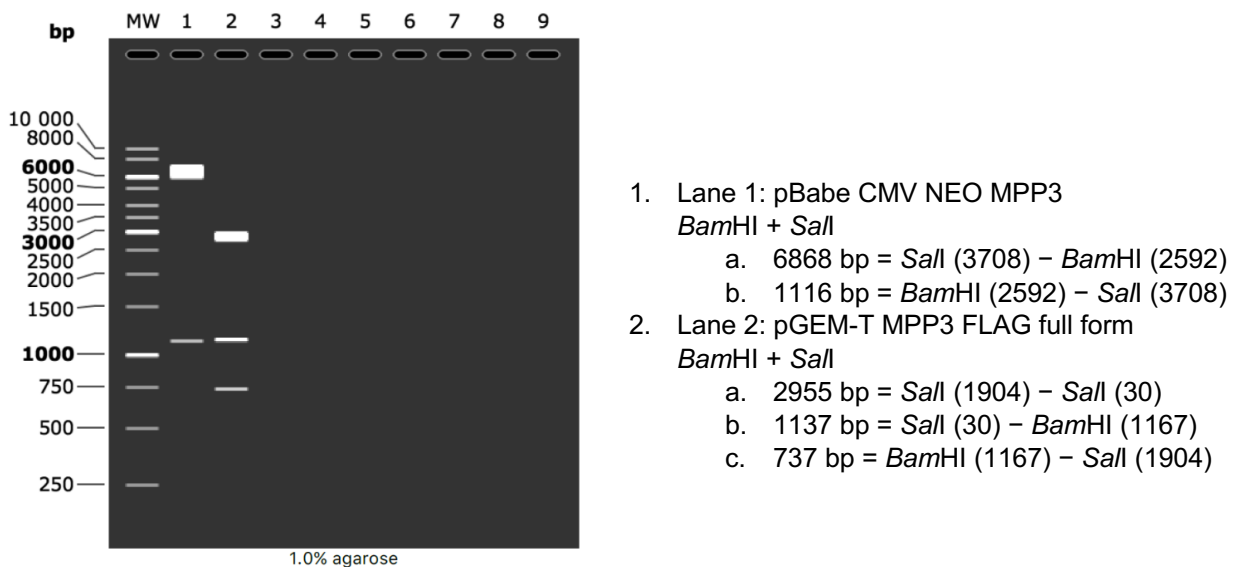 bp
MW 1 2 3 4 5 6 7 8 9
10 000
8000
6000
5000
4000
3500
3000
2500
2000
1500
1000
750
500
250
1.0% agarose
1. Lane 1: pBabe CMV NEO MPP3
BamHI + SalI
a. 6868 bp = SalI (3708) − BamHI (2592)
b. 1116 bp = BamHI (2592) − SalI (3708)
2. Lane 2: pGEM-T MPP3 FLAG full form
BamHI + SalI
a. 2955 bp = SalI (1904) − SalI (30)
b. 1137 bp = SalI (30) − BamHI (1167)
c. 737 bp = BamHI (1167) − SalI (1904)